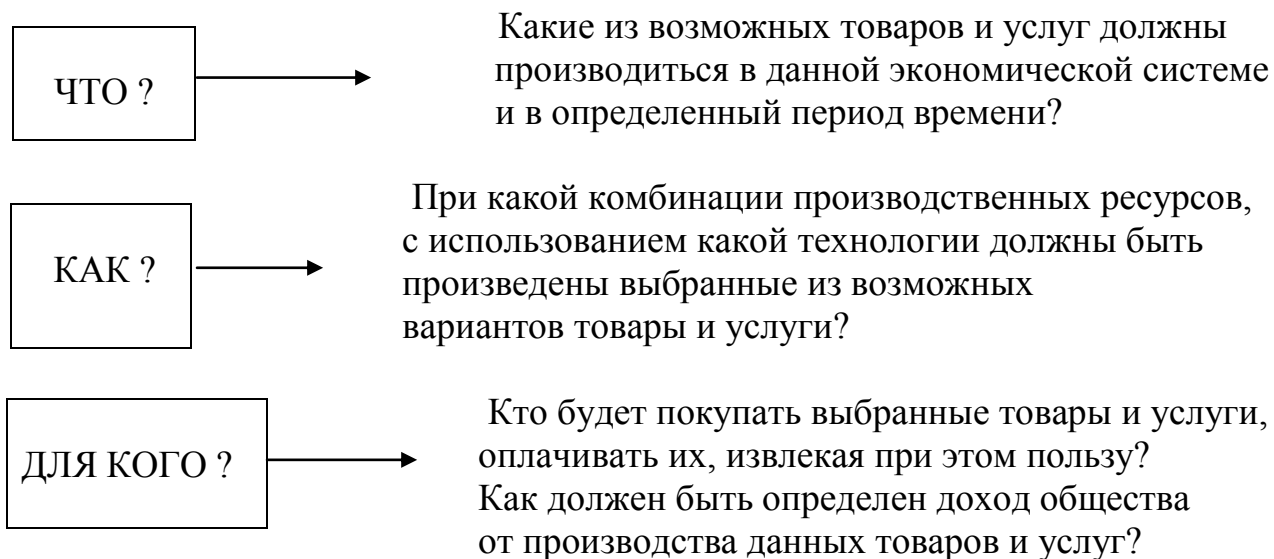 ЧТО ?
Какие из возможных товаров и услуг должны
производиться в данной экономической системе
и в определенный период времени?
КАК ?
При какой комбинации производственных ресурсов,
с использованием какой технологии должны быть
произведены выбранные из возможных
вариантов товары и услуги?
ДЛЯ КОГО ?
Кто будет покупать выбранные товары и услуги,
оплачивать их, извлекая при этом пользу?
Как должен быть определен доход общества
от производства данных товаров и услуг?